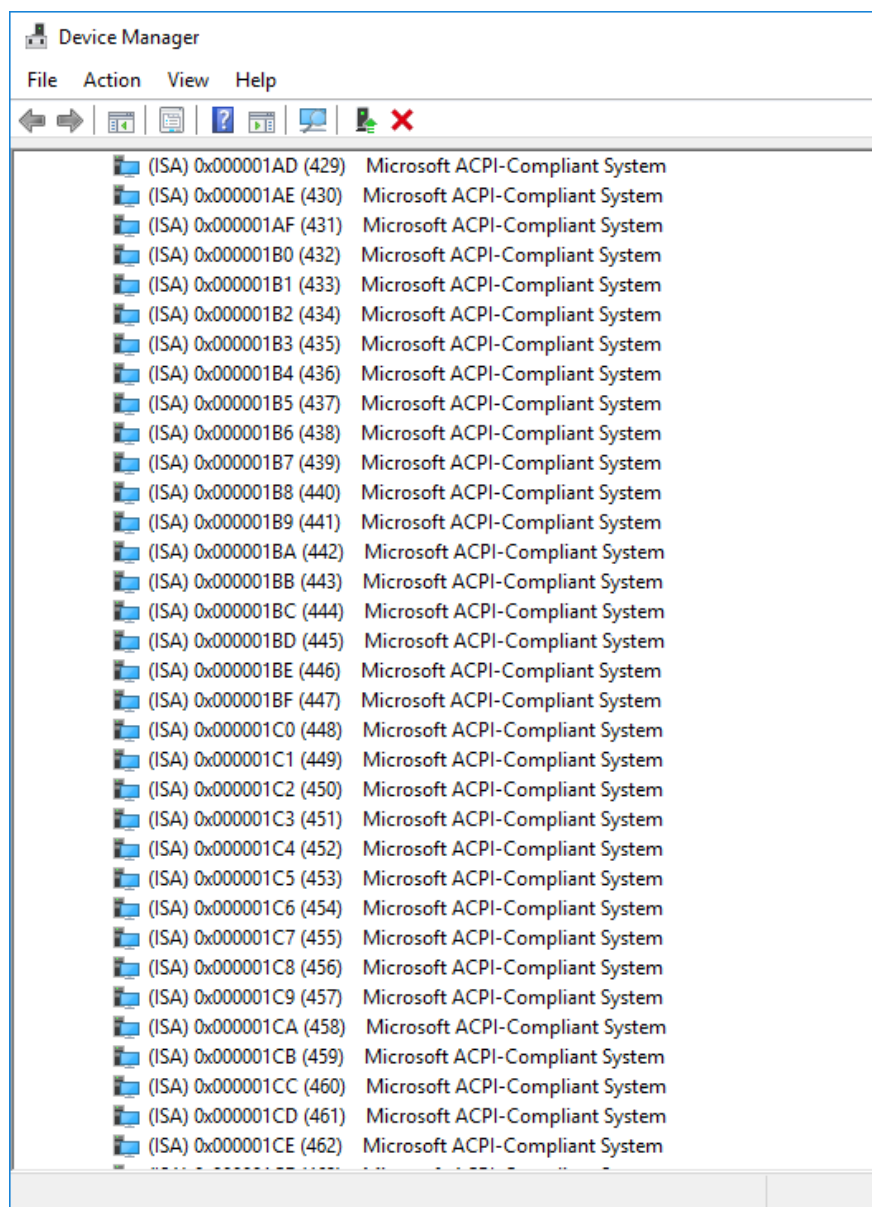 Device Manager
File Action View Help
(ISA) 0x000001AD (429) Microsoft ACPI-Compliant System
(ISA) 0x000001AE (430) Microsoft ACPI-Compliant System
(ISA) 0x000001AF (431) Microsoft ACPI-Compliant System
(ISA) 0x000001B0 (432) Microsoft ACPI-Compliant System
(ISA) 0x000001B1 (433) Microsoft ACPI-Compliant System
(ISA) 0x000001B2 (434) Microsoft ACPI-Compliant System
(ISA) 0x000001B3 (435) Microsoft ACPI-Compliant System
(ISA) 0x000001B4 (436) Microsoft ACPI-Compliant System
(ISA) 0x000001B5 (437) Microsoft ACPI-Compliant System
(ISA) 0x000001B6 (438) Microsoft ACPI-Compliant System
(ISA) 0x000001B7 (439) Microsoft ACPI-Compliant System
(ISA) 0x000001B8 (440) Microsoft ACPI-Compliant System
(ISA) 0x000001B9 (441) Microsoft ACPI-Compliant System
(ISA) 0x000001BA (442) Microsoft ACPI-Compliant System
(ISA) 0x000001BB (443) Microsoft ACPI-Compliant System
(ISA) 0x000001BC (444) Microsoft ACPI-Compliant System
(ISA) 0x000001BD (445) Microsoft ACPI-Compliant System
(ISA) 0x000001BE (446) Microsoft ACPI-Compliant System
(ISA) 0x000001BF (447) Microsoft ACPI-Compliant System
(ISA) 0x000001C0 (448) Microsoft ACPI-Compliant System
(ISA) 0x000001C1 (449) Microsoft ACPI-Compliant System
(ISA) 0x000001C2 (450) Microsoft ACPI-Compliant System
(ISA) 0x000001C3 (451) Microsoft ACPI-Compliant System
(ISA) 0x000001C4 (452) Microsoft ACPI-Compliant System
(ISA) 0x000001C5 (453) Microsoft ACPI-Compliant System
(ISA) 0x000001C6 (454) Microsoft ACPI-Compliant System
(ISA) 0x000001C7 (455) Microsoft ACPI-Compliant System
(ISA) 0x000001C8 (456) Microsoft ACPI-Compliant System
(ISA) 0x000001C9 (457) Microsoft ACPI-Compliant System
(ISA) 0x000001CA (458) Microsoft ACPI-Compliant System
(ISA) 0x000001CB (459) Microsoft ACPI-Compliant System
(ISA) 0x000001CC (460) Microsoft ACPI-Compliant System
(ISA) 0x000001CD (461) Microsoft ACPI-Compliant System
(ISA) 0x000001CE (462) Microsoft ACPI-Compliant System